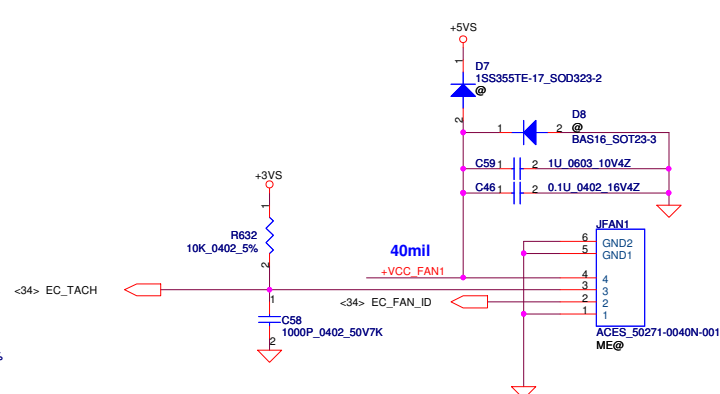 +5VS
1
D7
1SS355TE-17_SOD323-2
@
2
D8
1
2
@
BAS16_SOT23-3
C59
1
2
1U_0603_10V4Z
C46
1
2
0.1U_0402_16V4Z
+3VS
1
R632
10K_0402_5%
2
40mil
+VCC_FAN1
JFAN1
6
GND2
5
GND1
4
4
3
3
2
2
1
1
<34> EC_TACH
<34> EC_FAN_ID
1
C58
1000P_0402_50V7K
2
ACES_50271-0040N-001
ME@